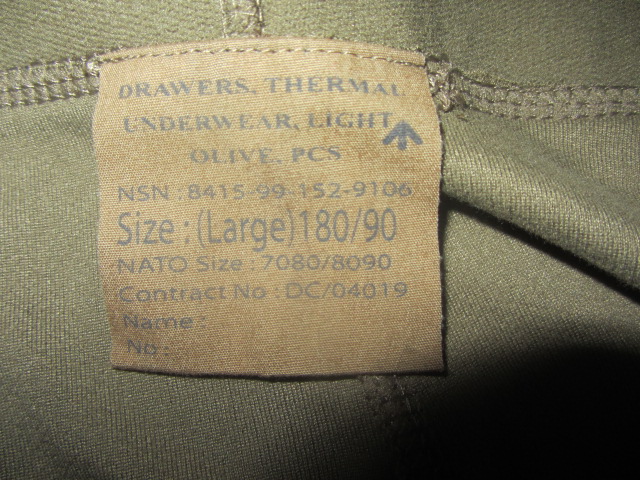 DRAWERS, THERMAL
UNDERWEAR, LIGHT
OLIVE, PCS
NSN : 8415-99-152-9106
Size : (Large) 180/90
NATO Size : 7080/8090
Contract No : DC/04019
Name :
No :